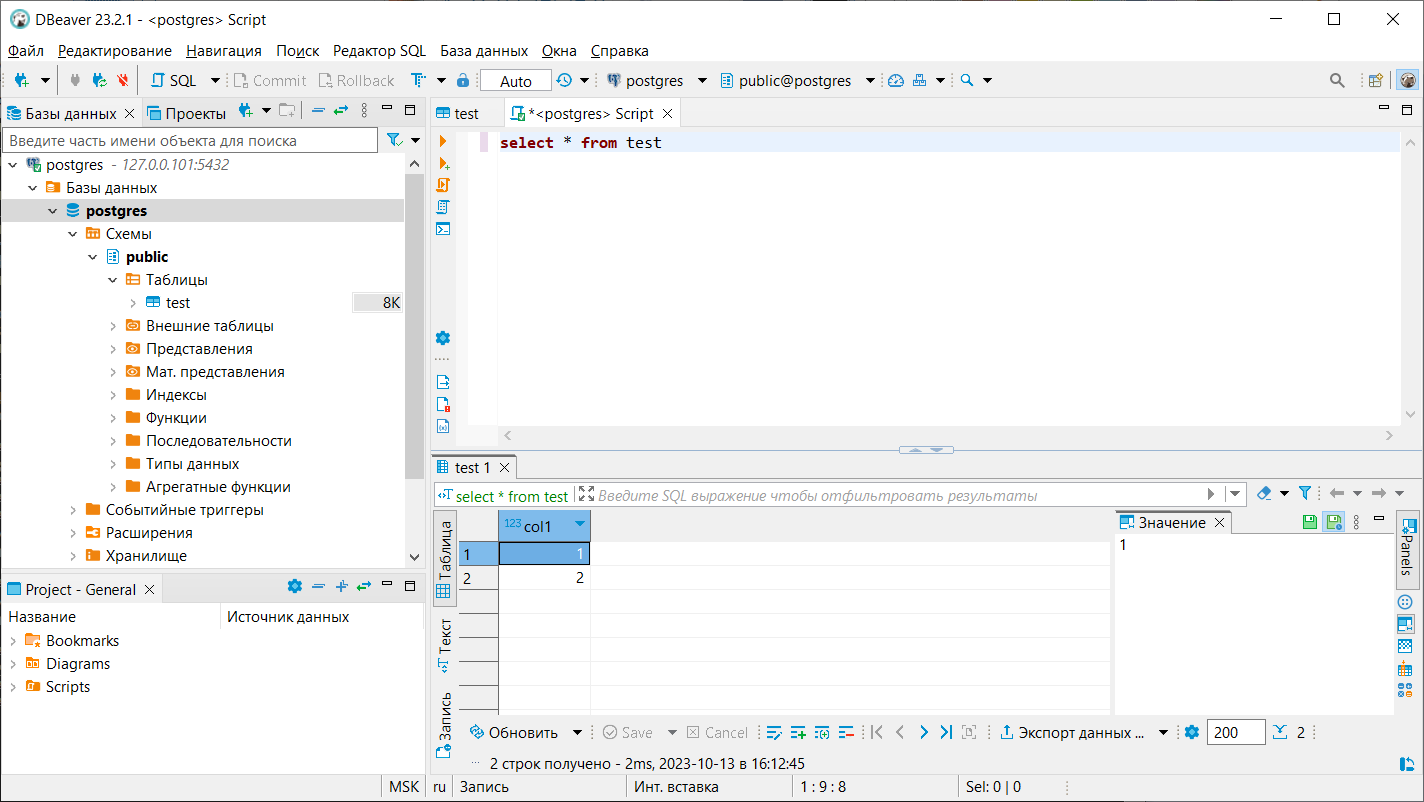 DBeaver 23.2.1 - <postgres> Script
Файл Редактирование Навигация Поиск Редактор SQL База данных Окна Справка
SQL Commit Rollback Auto postgres public@postgres
Базы данных Проекты
Введите часть имени объекта для поиска
postgres - 127.0.0.101:5432
Базы данных
postgres
Схемы
public
Таблицы
test 8K
Внешние таблицы
Представления
Мат. представления
Индексы
Функции
Последовательности
Типы данных
Агрегатные функции
Событийные триггеры
Расширения
Хранилище
Project - General
Название Источник данных
Bookmarks
Diagrams
Scripts
test *<postgres> Script
select * from test
test 1
select * from test Введите SQL выражение чтобы отфильтровать результаты
Таблица
Текст
Запись
123 col1
1 1
2 2
Значение
1
Panels
Обновить Save Cancel Экспорт данных ... 200 2
2 строк получено - 2ms, 2023-10-13 в 16:12:45
MSK ru Запись Инт. вставка 1 : 9 : 8 Sel: 0 | 0